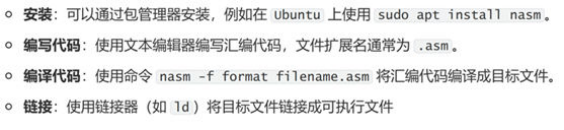 安装：可以通过包管理器安装，例如在 Ubuntu 上使用 sudo apt install nasm。
编写代码：使用文本编辑器编写汇编代码，文件扩展名通常为 .asm。
编译代码：使用命令 nasm -f format filename.asm 将汇编代码编译成目标文件。
链接：使用链接器（如 ld）将目标文件链接成可执行文件